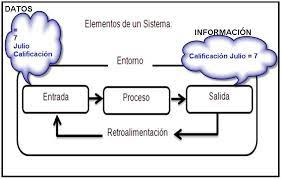 DATOS
Elementos de un Sistema:
INFORMACIÓN
7
Julio
Calificación
Calificación Julio = 7
Entorno
Entrada
Proceso
Salida
Retroalimentación